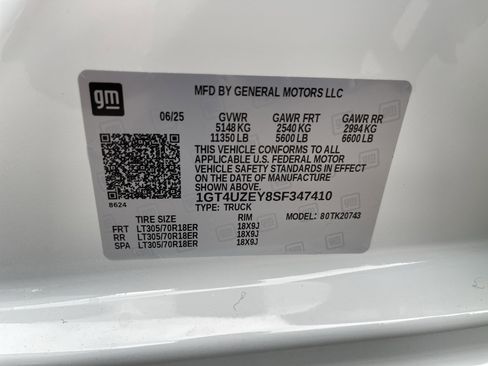 gm
MFD BY GENERAL MOTORS LLC
06/25 GVWR GAWR FRT GAWR RR
5148 KG 2540 KG 2994 KG
11350 LB 5600 LB 6600 LB
THIS VEHICLE CONFORMS TO ALL
APPLICABLE U.S. FEDERAL MOTOR
VEHICLE SAFETY STANDARDS IN EFFECT
ON THE DATE OF MANUFACTURE SHOWN ABOVE
1GT4UZEY8SF347410
8624 TYPE: TRUCK
TIRE SIZE RIM MODEL: 80TK20743
FRT LT305/70R18ER 18X9J
RR LT305/70R18ER 18X9J
SPA LT305/70R18ER 18X9J